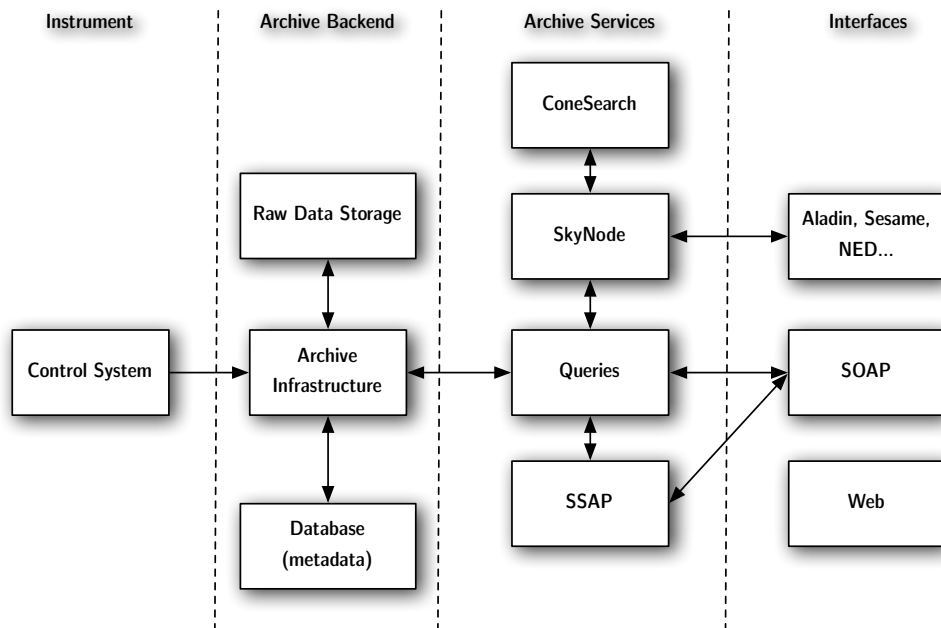 Instrument
Archive Backend
Archive Services
Interfaces
ConeSearch
Raw Data Storage
SkyNode
Aladin, Sesame,
NED...
Control System
Archive
Infrastructure
Queries
SOAP
Database
(metadata)
SSAP
Web